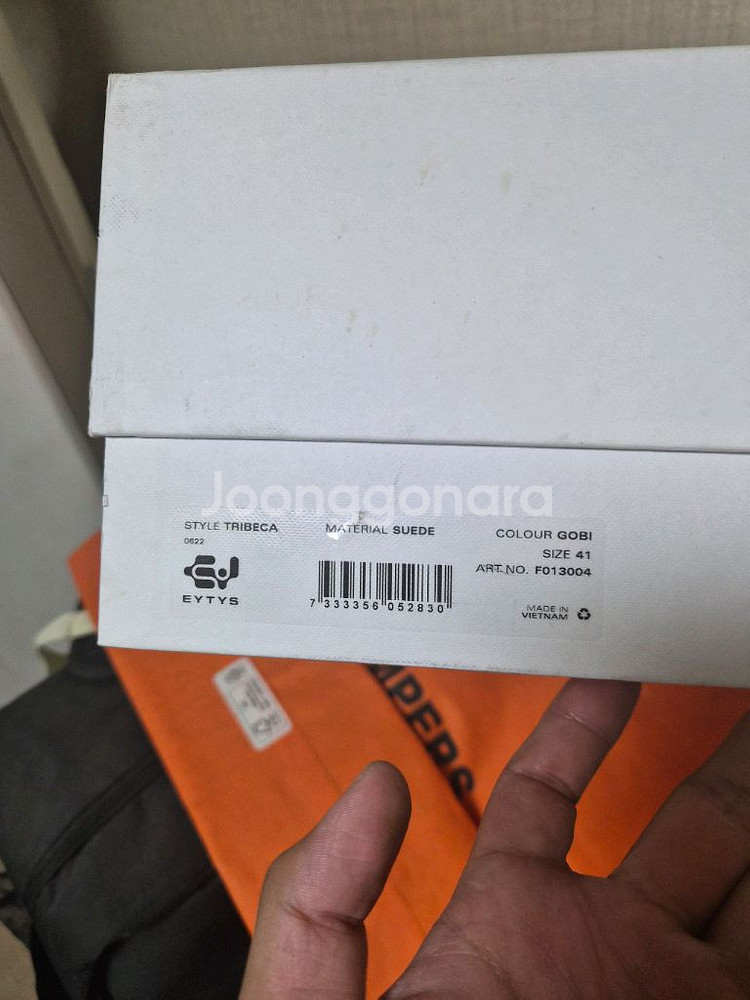 Joonggonara
STYLE TRIBECA
0622
EYTYS
MATERIAL SUEDE
7 333356 052830
COLOUR GOBI
SIZE 41
ART NO. F013004
MADE IN
VIETNAM